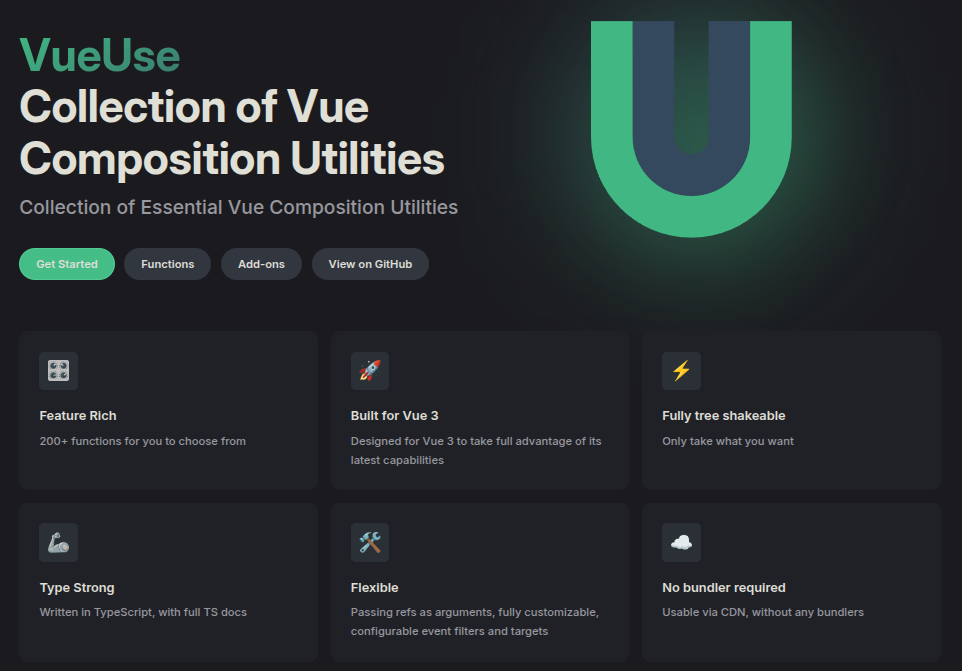 VueUse
Collection of Vue
Composition Utilities
Collection of Essential Vue Composition Utilities
Get Started
Functions
Add-ons
View on GitHub
Feature Rich
200+ functions for you to choose from
Built for Vue 3
Designed for Vue 3 to take full advantage of its
latest capabilities
Fully tree shakeable
Only take what you want
Type Strong
Written in TypeScript, with full TS docs
Flexible
Passing refs as arguments, fully customizable,
configurable event filters and targets
No bundler required
Usable via CDN, without any bundlers